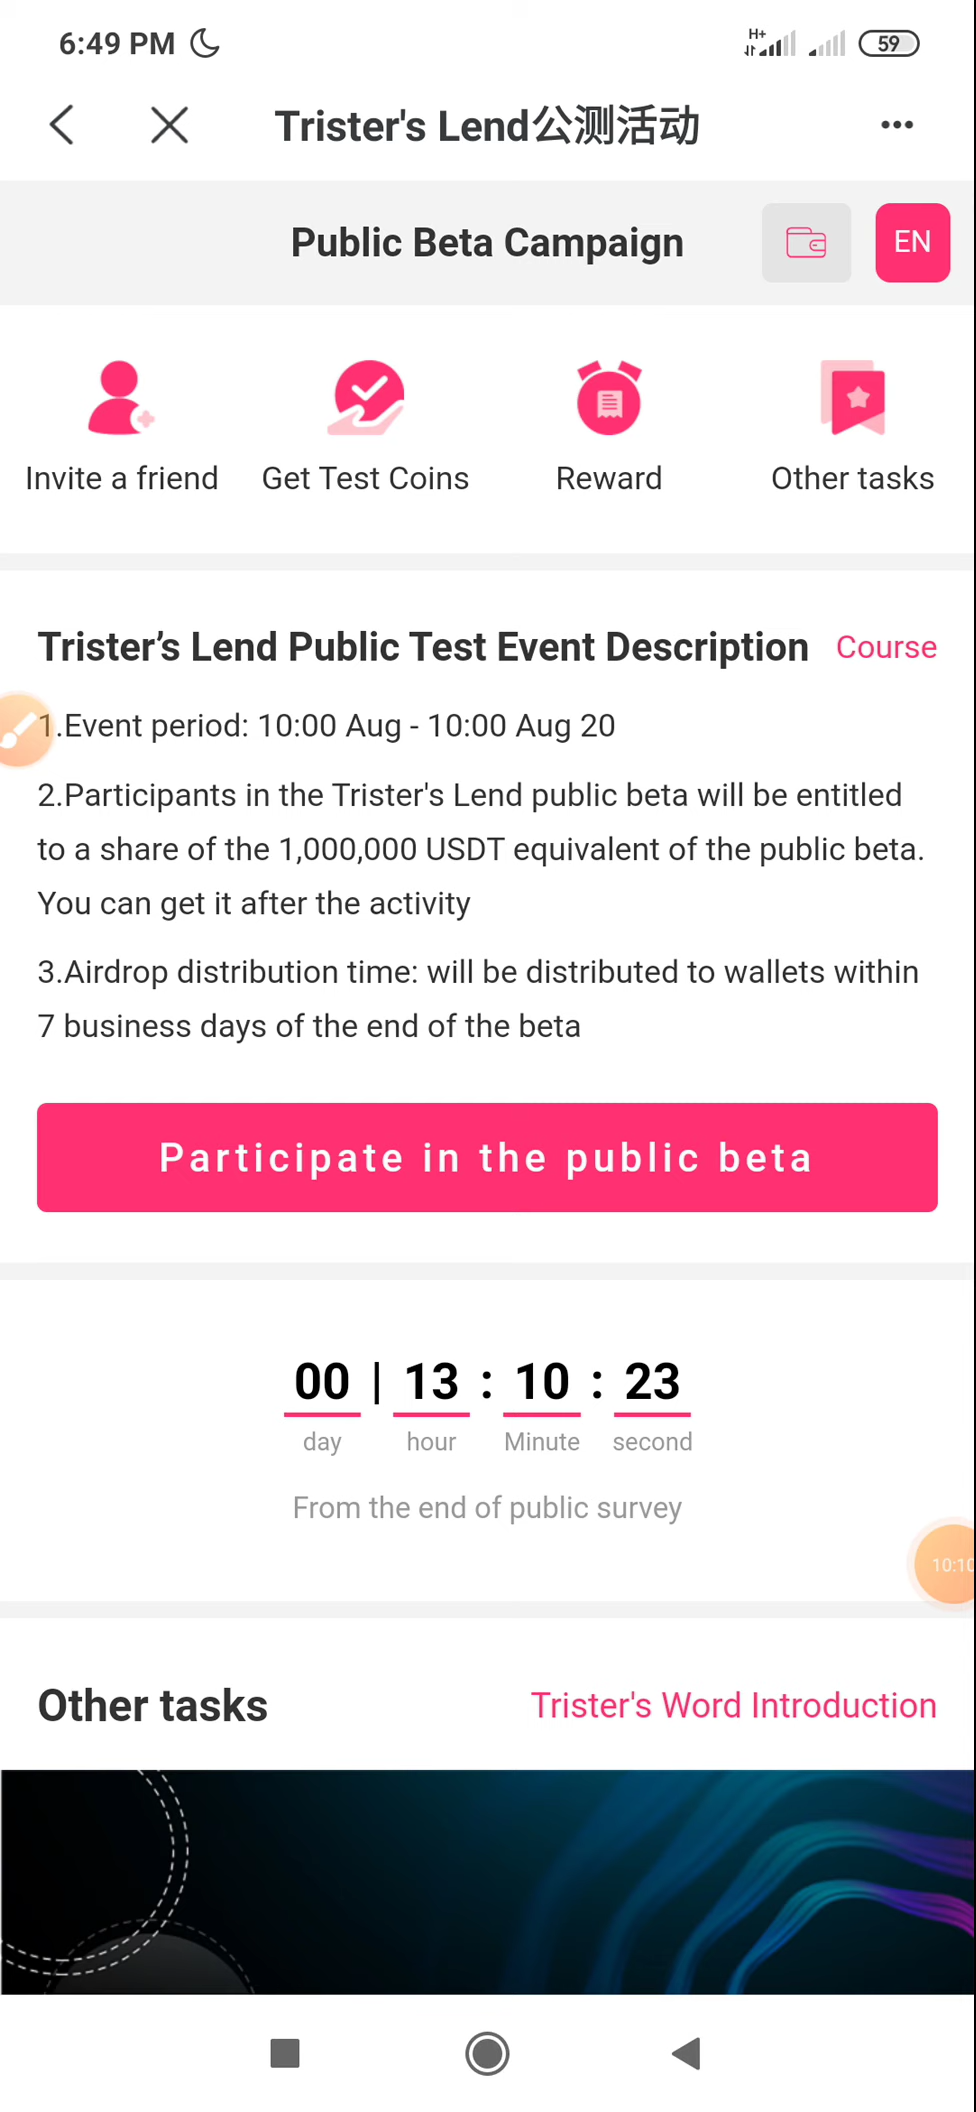 6:49 PM
H+
59
Trister's Lend公测活动
Public Beta Campaign
EN
Invite a friend
Get Test Coins
Reward
Other tasks
Trister’s Lend Public Test Event Description
Course
1.Event period: 10:00 Aug - 10:00 Aug 20
2.Participants in the Trister's Lend public beta will be entitled
to a share of the 1,000,000 USDT equivalent of the public beta.
You can get it after the activity
3.Airdrop distribution time: will be distributed to wallets within
7 business days of the end of the beta
Participate in the public beta
00 | 13 : 10 : 23
day hour Minute second
From the end of public survey
10:10
Other tasks
Trister's Word Introduction